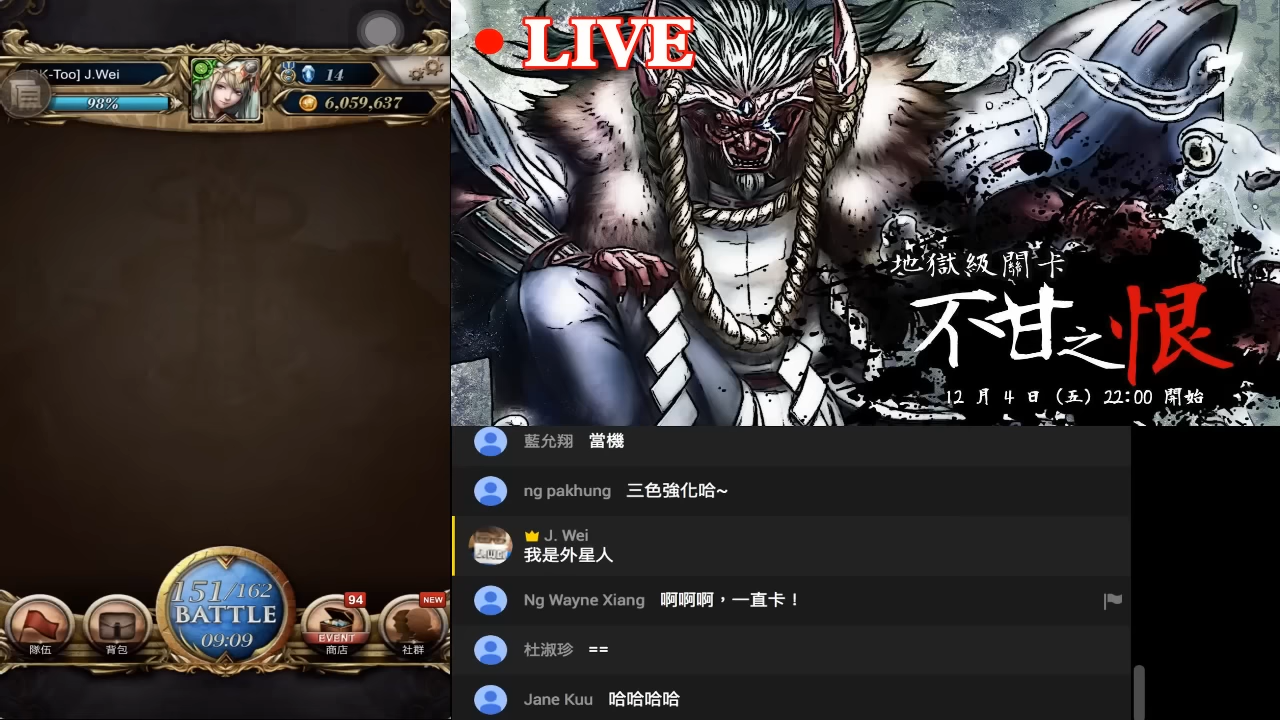 K-Too] J.Wei
98%
14
6,059,637
151/162
BATTLE
09:09
隊伍
背包
94
EVENT
商店
NEW
社群
LIVE
地獄級關卡
不甘之恨
12 月 4 日 (五) 22:00 開始
藍允翔 當機
ng pakhung 三色強化哈~
J. Wei
我是外星人
Ng Wayne Xiang 啊啊啊，一直卡！
杜淑珍 ==
Jane Kuu 哈哈哈哈